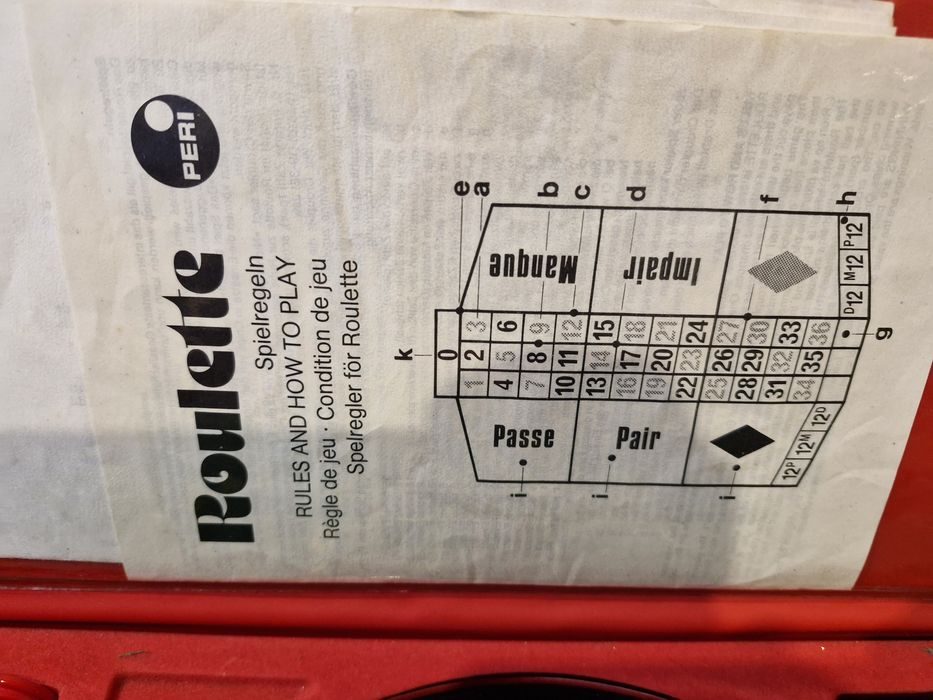 PERI
Roulette
Spielregeln
RULES AND HOW TO PLAY
Règle de jeu · Condition de jeu
Spelregler för Roulette
k
e
a
b
c
d
f
h
g
i
i
i
0
1 2 3
4 5 6
7 8 9
10 11 12
13 14 15
16 17 18
19 20 21
22 23 24
25 26 27
28 29 30
31 32 33
34 35 36
Passe
Manque
Pair
Impair
12P 12M 12D
D12 M12 P12